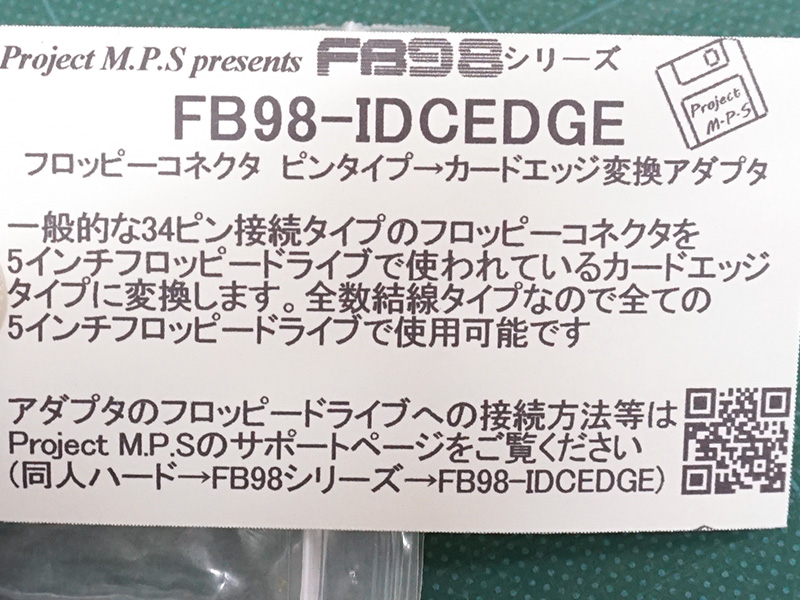 Project M.P.S presents FB98シリーズ
Project
M-P-S
FB98-IDCEDGE
フロッピーコネクタ ピンタイプ→カードエッジ変換アダプタ
一般的な34ピン接続タイプのフロッピーコネクタを
5インチフロッピードライブで使われているカードエッジ
タイプに変換します。全数結線タイプなので全ての
5インチフロッピードライブで使用可能です
アダプタのフロッピードライブへの接続方法等は
Project M.P.Sのサポートページをご覧ください
(同人ハード→FB98シリーズ→FB98-IDCEDGE)